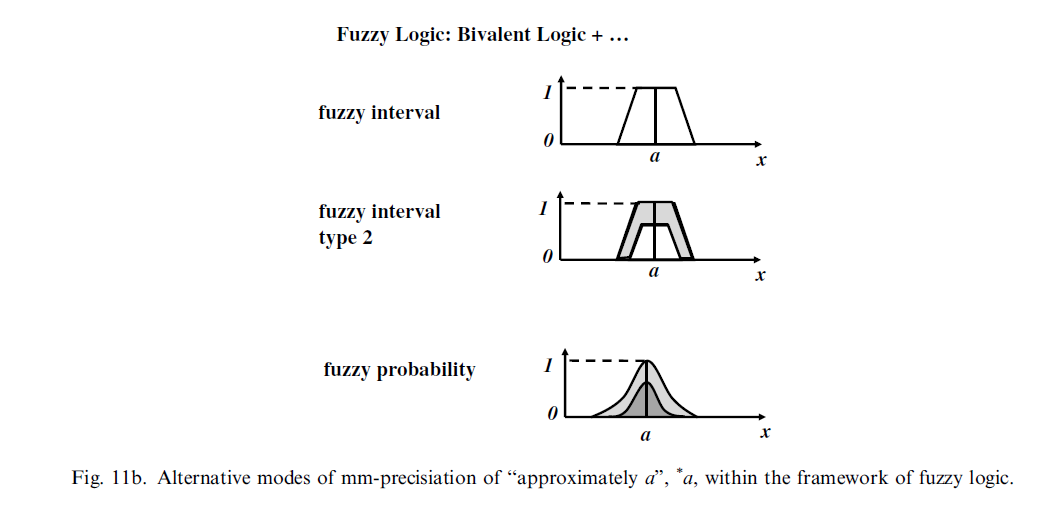 Fuzzy Logic: Bivalent Logic + …
fuzzy interval
1
0
a
x
fuzzy interval
type 2
1
0
a
x
fuzzy probability
1
0
a
x
Fig. 11b. Alternative modes of mm-precisiation of “approximately a”, *a, within the framework of fuzzy logic.